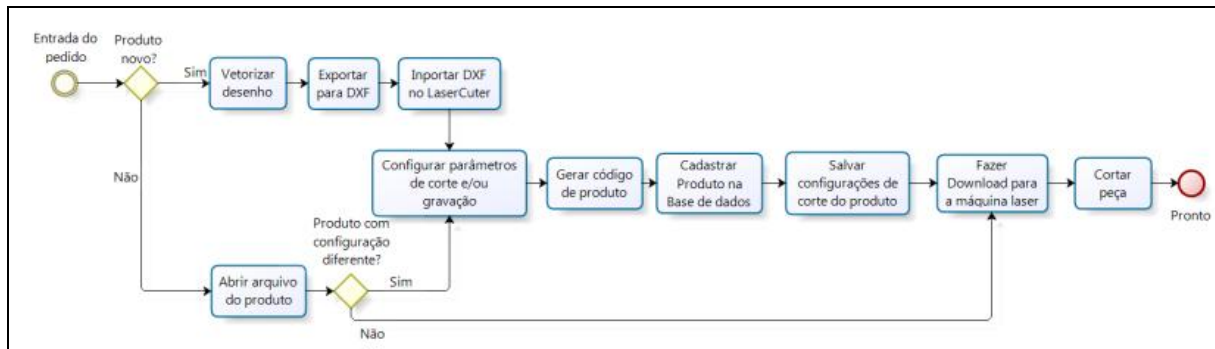 Entrada do
pedido
Produto
novo?
Sim
Vetorizar
desenho
Exportar
para DXF
Inportar DXF
no LaserCuter
Não
Configurar parâmetros
de corte e/ou
gravação
Gerar código
de produto
Cadastrar
Produto na
Base de dados
Salvar
configurações de
corte do produto
Fazer
Download para
a máquina laser
Cortar
peça
Pronto
Abrir arquivo
do produto
Produto com
configuração
diferente?
Sim
Não